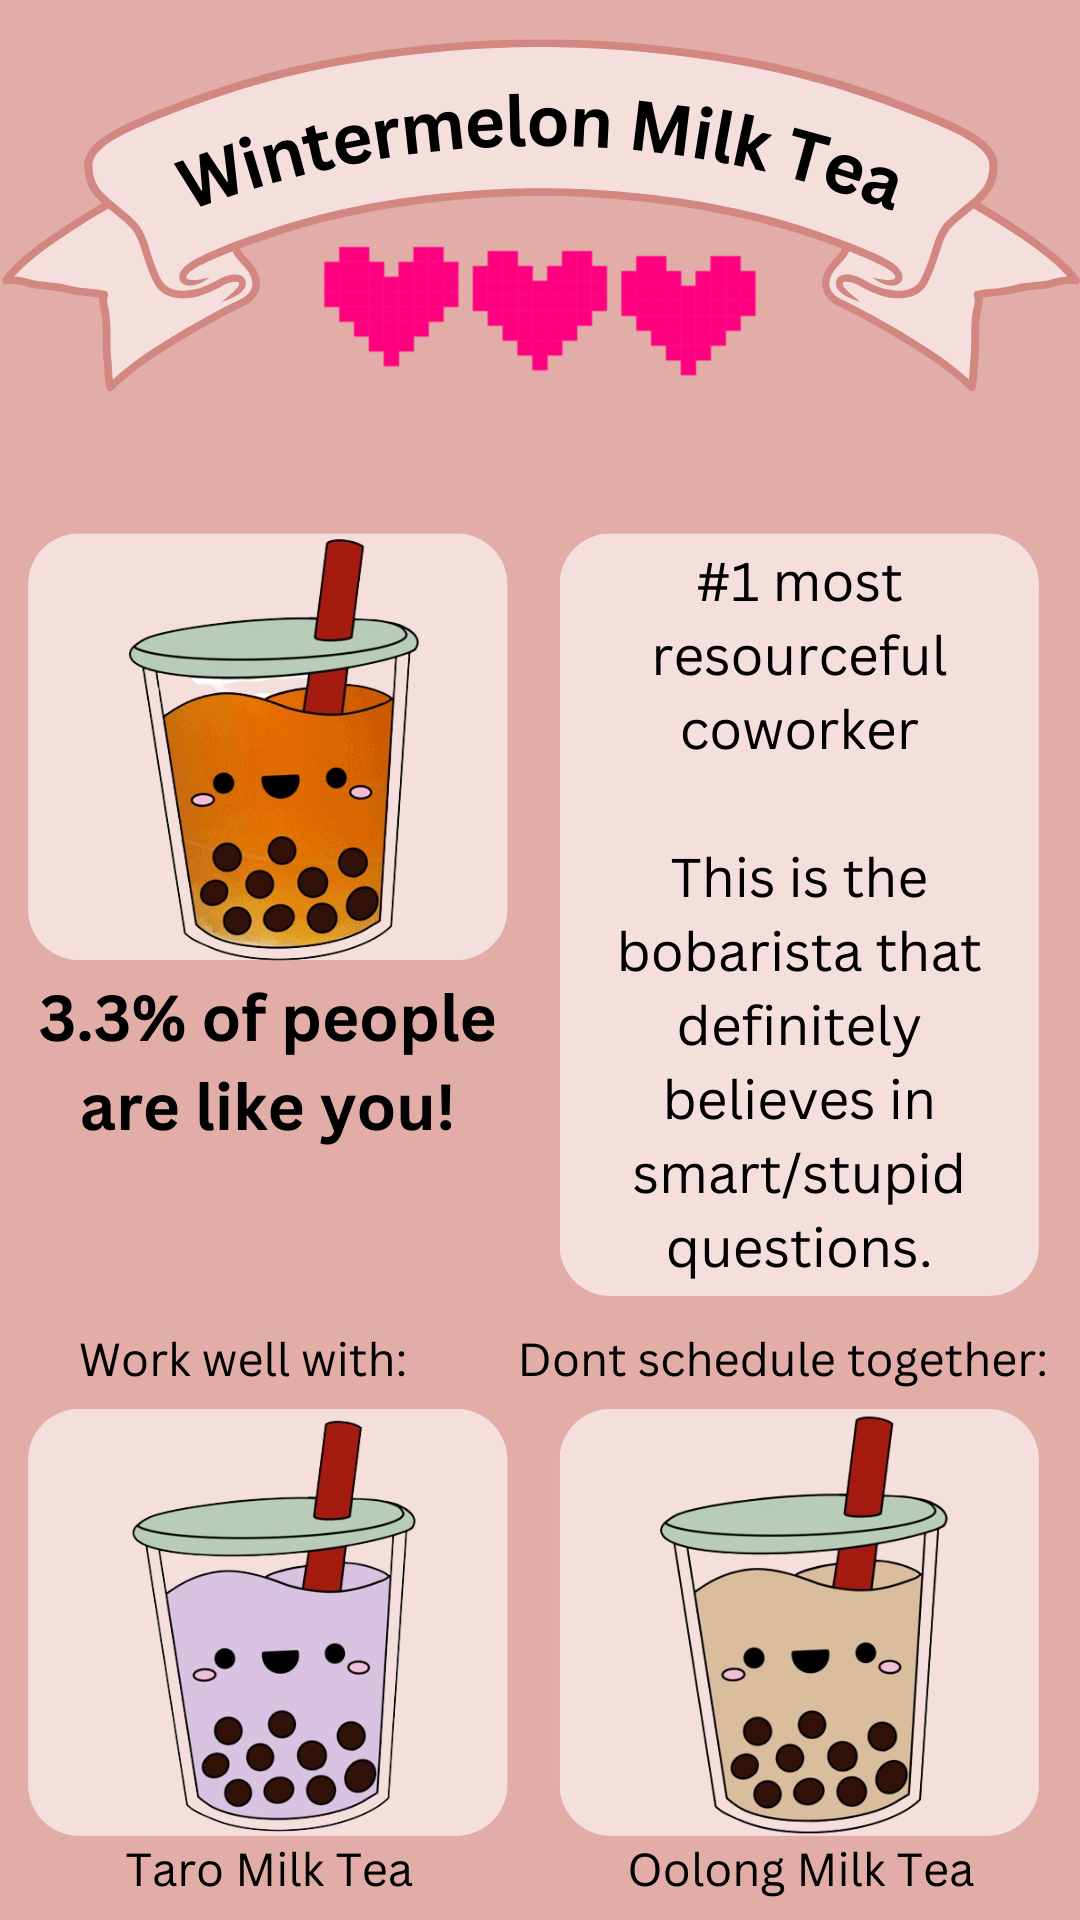 Wintermelon Milk Tea
#1 most
resourceful
coworker
This is the
bobarista that
definitely
believes in
smart/stupid
questions.
3.3% of people
are like you!
Work well with:
Dont schedule together:
Taro Milk Tea
Oolong Milk Tea